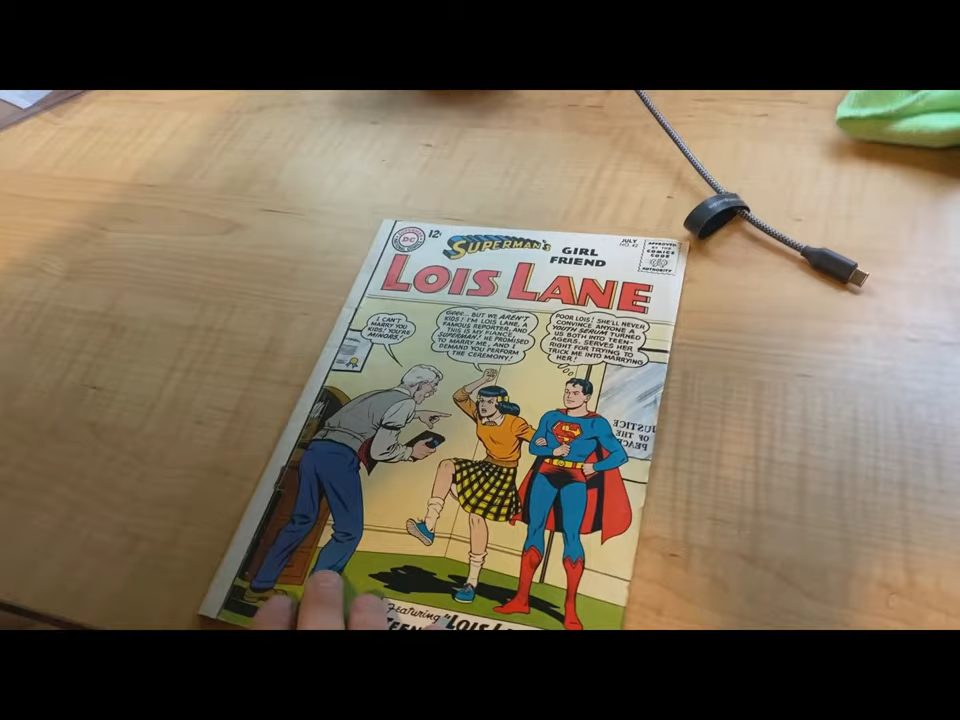 DC
12¢
SUPERMAN'S
GIRL
FRIEND
LOIS LANE
JULY
NO. 42
APPROVED
BY THE
COMICS
CODE
AUTHORITY
I CAN'T
MARRY YOU
KIDS! YOU'RE
MINORS!
BUT WE AREN'T
KIDS! I'M LOIS LANE, A
FAMOUS REPORTER, AND
THIS IS MY FIANCÉ,
SUPERMAN! HE PROMISED
TO MARRY ME, AND I
DEMAND YOU PERFORM
THE CEREMONY!
POOR LOIS! SHE'LL NEVER
CONVINCE ANYONE A
YOUTH SERUM TURNED
US BOTH INTO TEEN-
AGERS. SERVES HER
RIGHT FOR TRYING TO
TRICK ME INTO MARRYING
HER!
JUSTICE
OF THE
PEACE
Featuring "LOIS